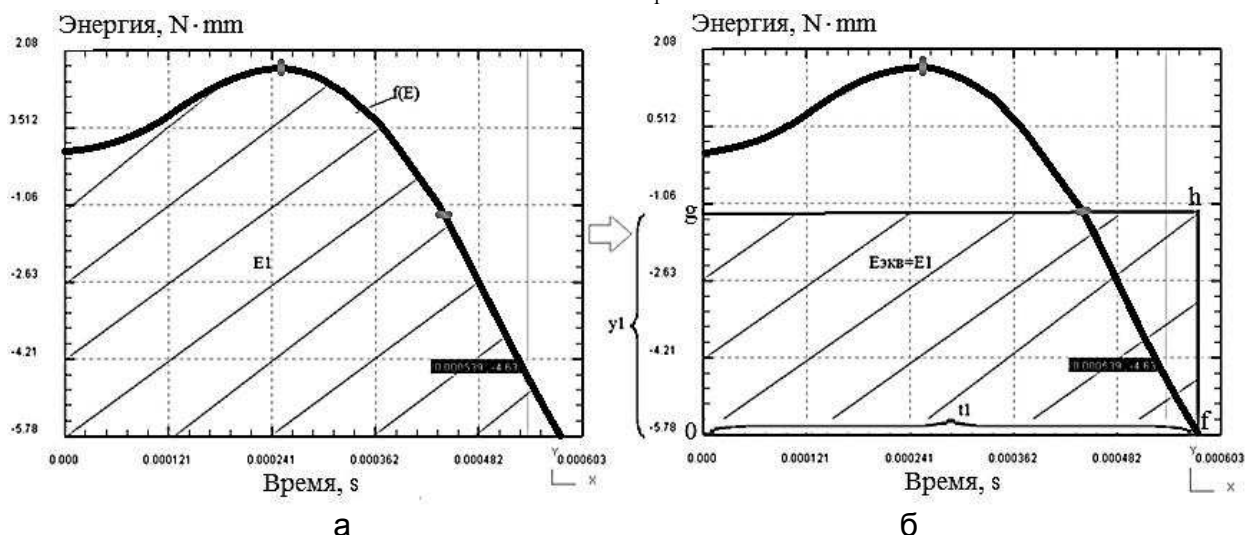 Энергия, N·mm
2.08
3.512
-1.06
-2.63
-4.21
-5.78
f(E)
E1
0.000539, -4.63
0.000 0.000121 0.000241 0.000362 0.000482 0.000603
Y
X
Время, s
а
Энергия, N·mm
2.08
0.512
-1.06
-2.63
-4.21
-5.78
g
h
y1
Eэкв=E1
0.000539, -4.63
t1
0
f
0.000 0.000121 0.000241 0.000362 0.000482 0.000603
Y
X
Время, s
б